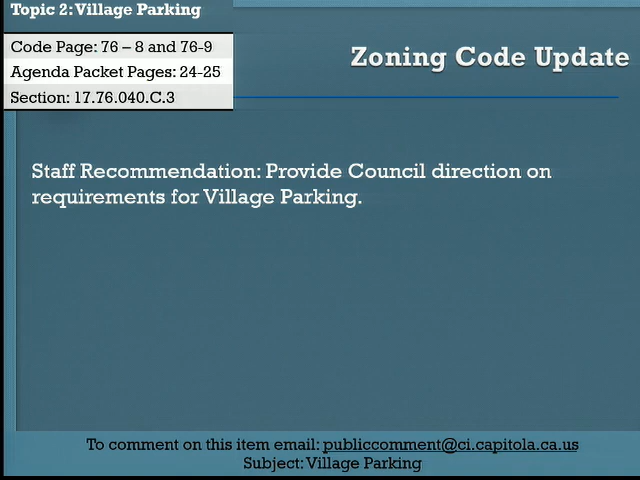 Topic 2: Village Parking
Code Page: 76 – 8 and 76-9
Agenda Packet Pages: 24-25
Section: 17.76.040.C.3
Zoning Code Update
Staff Recommendation: Provide Council direction on
requirements for Village Parking.
To comment on this item email: publiccomment@ci.capitola.ca.us
Subject: Village Parking